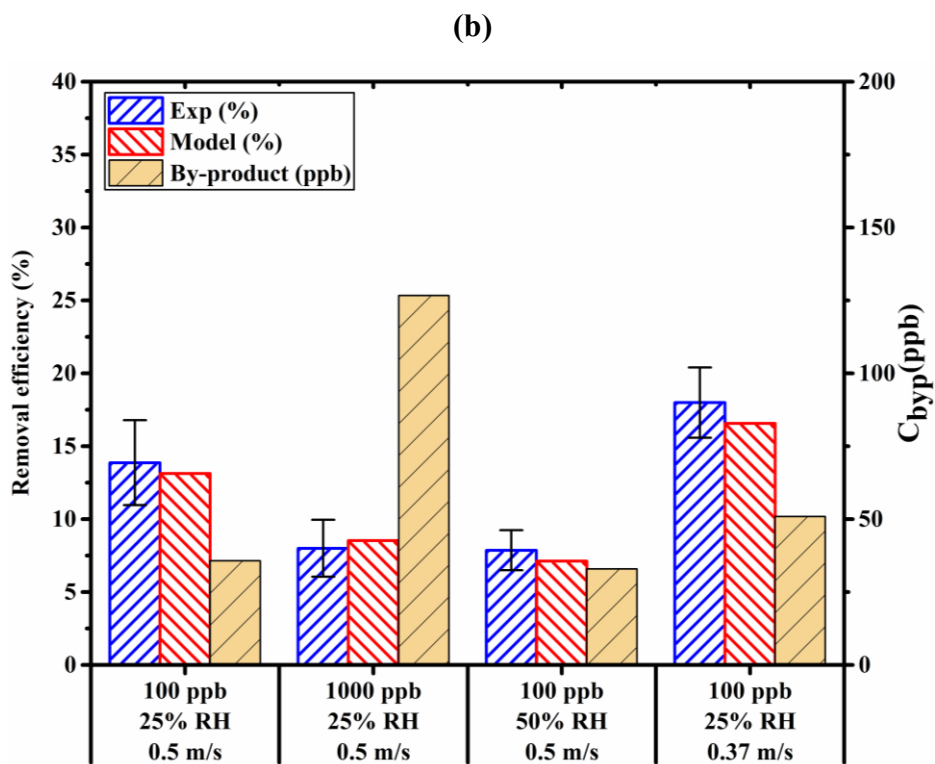 (b)
Removal efficiency (%)
40
35
30
25
20
15
10
5
0
Exp (%)
Model (%)
By-product (ppb)
200
150
100
50
0
Cbyp(ppb)
100 ppb
25% RH
0.5 m/s
1000 ppb
25% RH
0.5 m/s
100 ppb
50% RH
0.5 m/s
100 ppb
25% RH
0.37 m/s